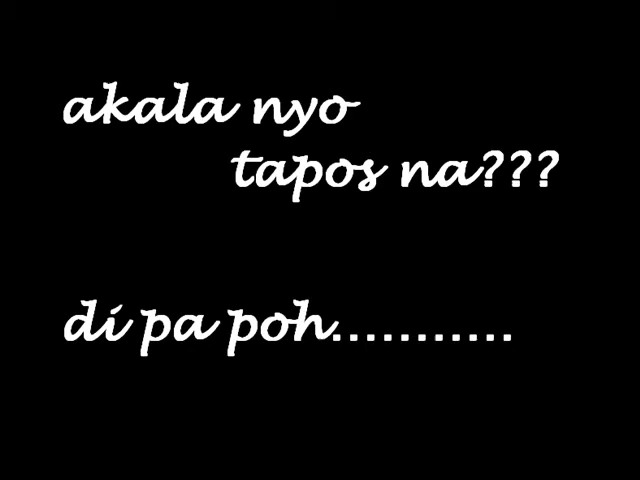 akala nyo
tapos na???
di pa poh...........